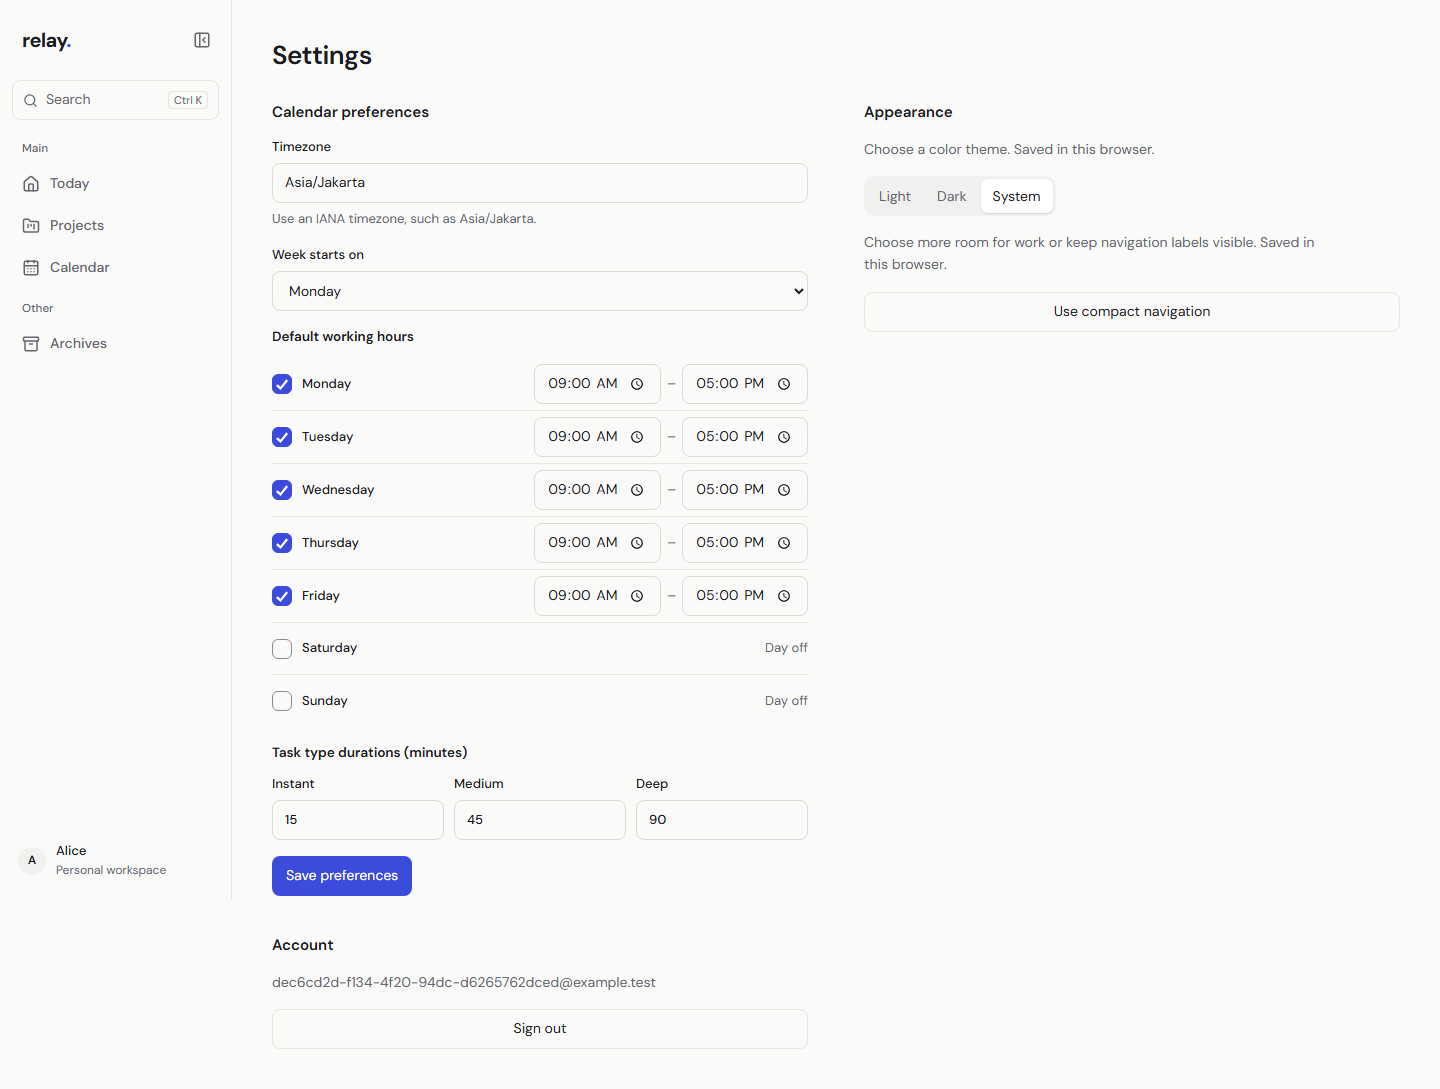 relay.
Search
Ctrl K
Main
Today
Projects
Calendar
Other
Archives
A
Alice
Personal workspace
Settings
Calendar preferences
Timezone
Asia/Jakarta
Use an IANA timezone, such as Asia/Jakarta.
Week starts on
Monday
Default working hours
Monday 09:00 AM – 05:00 PM
Tuesday 09:00 AM – 05:00 PM
Wednesday 09:00 AM – 05:00 PM
Thursday 09:00 AM – 05:00 PM
Friday 09:00 AM – 05:00 PM
Saturday Day off
Sunday Day off
Task type durations (minutes)
Instant Medium Deep
15 45 90
Save preferences
Account
dec6cd2d-f134-4f20-94dc-d6265762dced@example.test
Sign out
Appearance
Choose a color theme. Saved in this browser.
Light Dark System
Choose more room for work or keep navigation labels visible. Saved in
this browser.
Use compact navigation